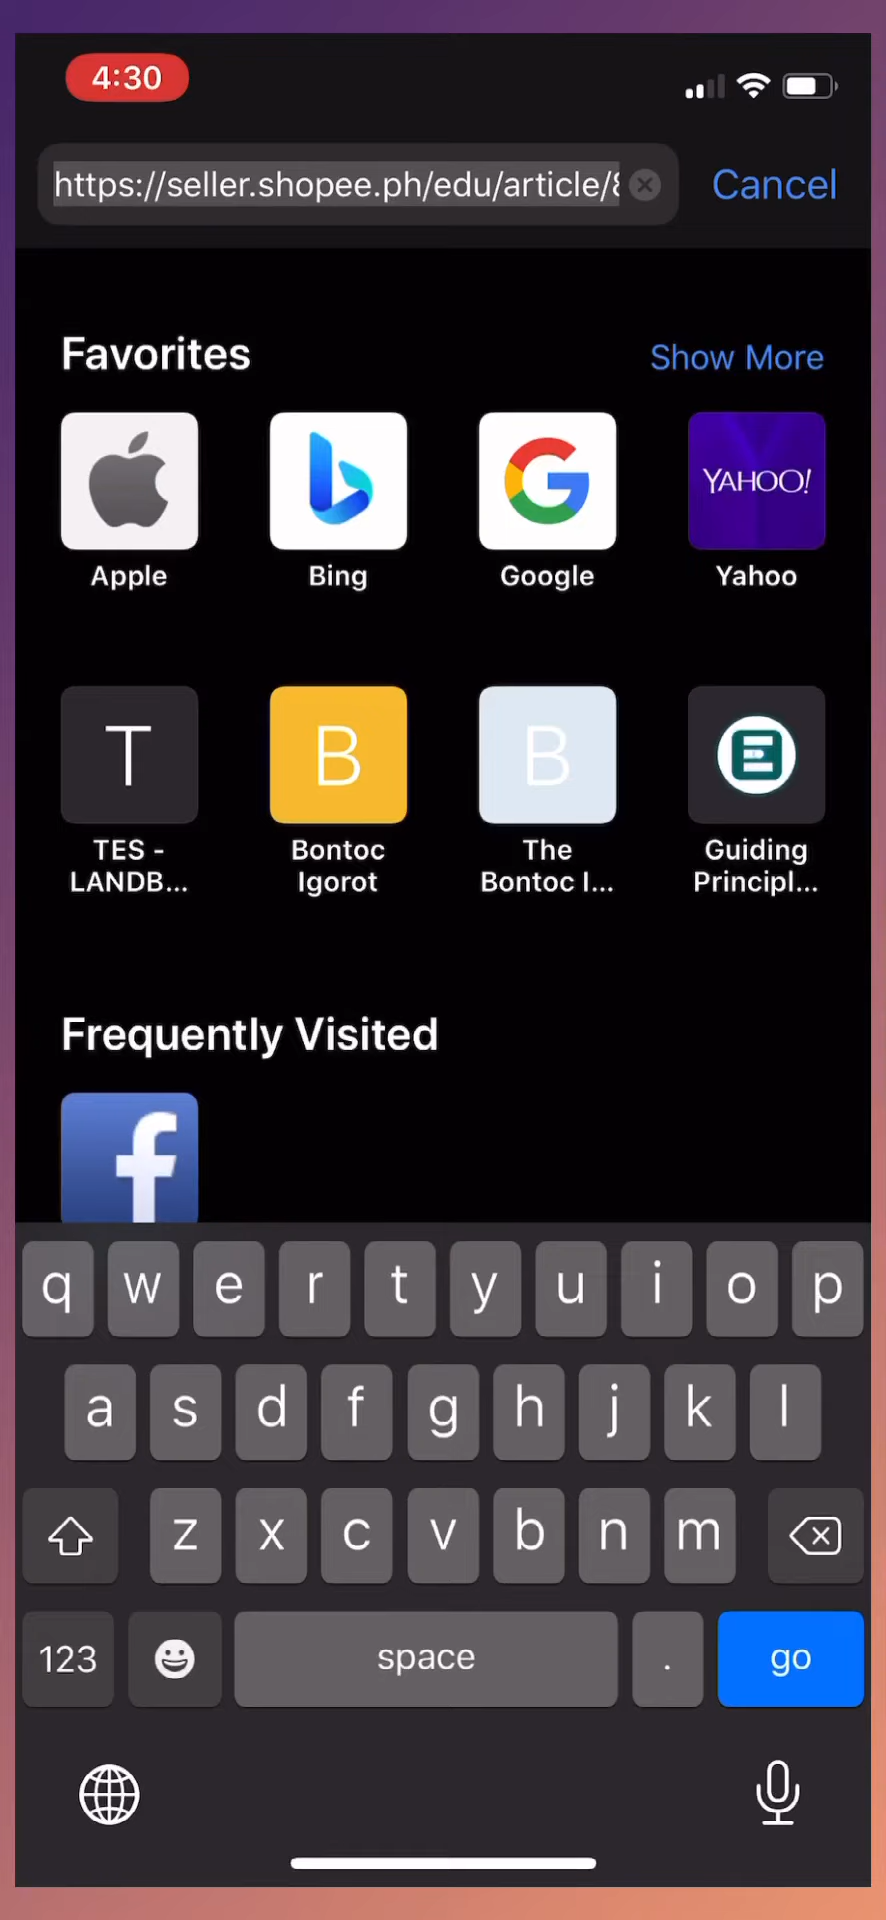 4:30
https://seller.shopee.ph/edu/article/
Cancel
Favorites
Show More
YAHOO!
Apple
Bing
Google
Yahoo
T
B
B
E
TES -
LANDB...
Bontoc
Igorot
The
Bontoc I...
Guiding
Principl...
Frequently Visited
f
q w e r t y u i o p
a s d f g h j k l
z x c v b n m
123
space
.
go